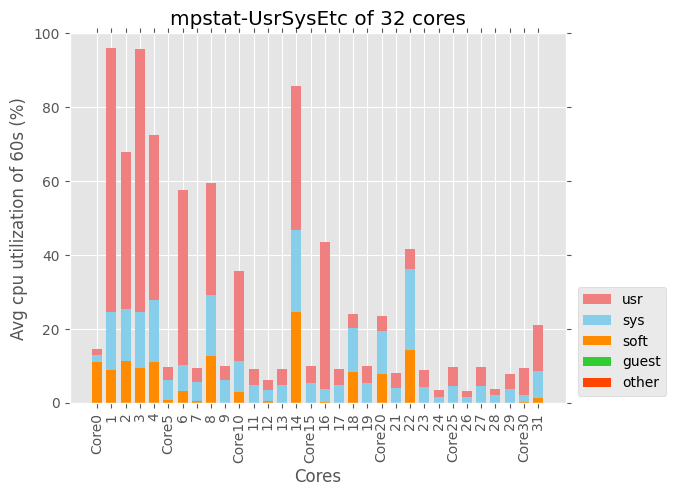 mpstat-UsrSysEtc of 32 cores
Avg cpu utilization of 60s (%)
100
80
60
40
20
0
usr
sys
soft
guest
other
Core0
1
2
3
4
Core5
6
7
8
9
Core10
11
12
13
14
Core15
16
17
18
19
Core20
21
22
23
24
Core25
26
27
28
29
Core30
31
Cores